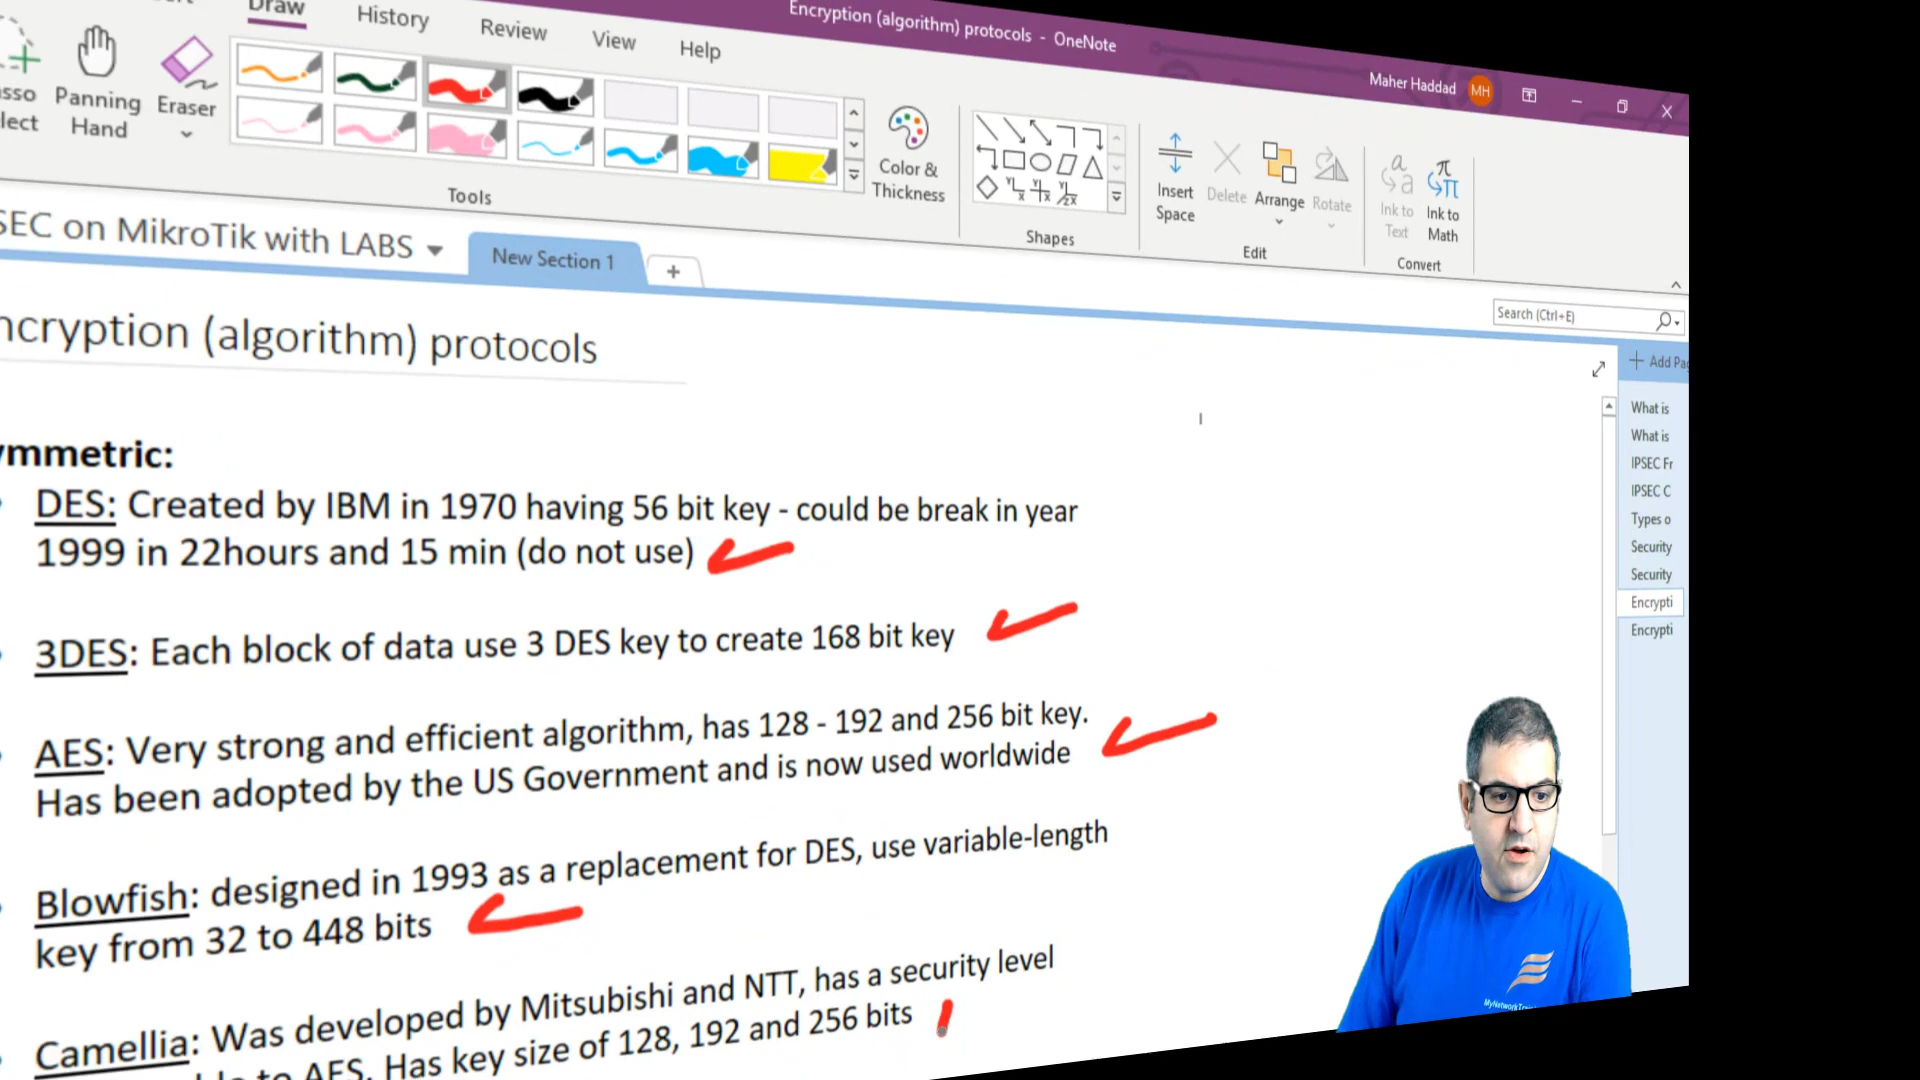 Draw
History
Review
View
Help
Encryption (algorithm) protocols - OneNote
Maher Haddad
MH
Panning
Hand
Eraser
Color &
Thickness
Tools
Shapes
Insert
Space
Delete
Arrange
Rotate
Edit
Ink to
Text
Ink to
Math
Convert
SEC on MikroTik with LABS
New Section 1
+
Search (Ctrl+E)
ncryption (algorithm) protocols
Add Pag
What is
What is
IPSEC Fr
IPSEC C
Types o
Security
Security
Encrypti
Encrypti
ymmetric:
DES: Created by IBM in 1970 having 56 bit key - could be break in year
1999 in 22hours and 15 min (do not use)
3DES: Each block of data use 3 DES key to create 168 bit key
AES: Very strong and efficient algorithm, has 128 - 192 and 256 bit key.
Has been adopted by the US Government and is now used worldwide
Blowfish: designed in 1993 as a replacement for DES, use variable-length
key from 32 to 448 bits
Camellia: Was developed by Mitsubishi and NTT, has a security level
to AES. Has key size of 128, 192 and 256 bits